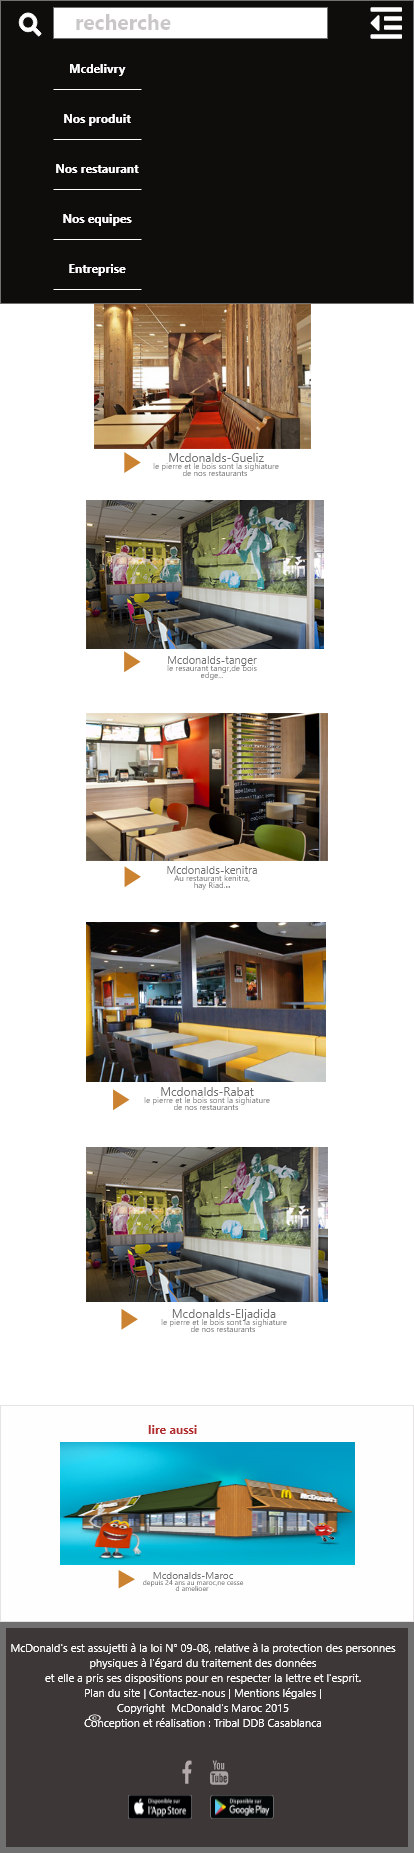 recherche
Mcdelivry
Nos produit
Nos restaurant
Nos equipes
Entreprise
Mcdonalds-Gueliz
le pierre et le bois sont la sighiature
de nos restaurants
Mcdonalds-tanger
le resaurant tangr,de bois
edge...
Mcdonalds-kenitra
Au restaurant kenitra,
hay Riad...
Mcdonalds-Rabat
le pierre et le bois sont la sighiature
de nos restaurants
Mcdonalds-Eljadida
le pierre et le bois sont la sighiature
de nos restaurants
lire aussi
McDonald's
Mcdonalds-Maroc
depuis 24 ans au maroc,ne cesse
d amelioer
McDonald's est assujetti à la loi N° 09-08, relative à la protection des personnes
physiques à l'égard du traitement des données
et elle a pris ses dispositions pour en respecter la lettre et l'esprit.
Plan du site | Contactez-nous | Mentions légales |
Copyright McDonald's Maroc 2015
Conception et réalisation : Tribal DDB Casablanca
You
Tube
Disponible sur
l'App Store
Disponible sur
Google Play